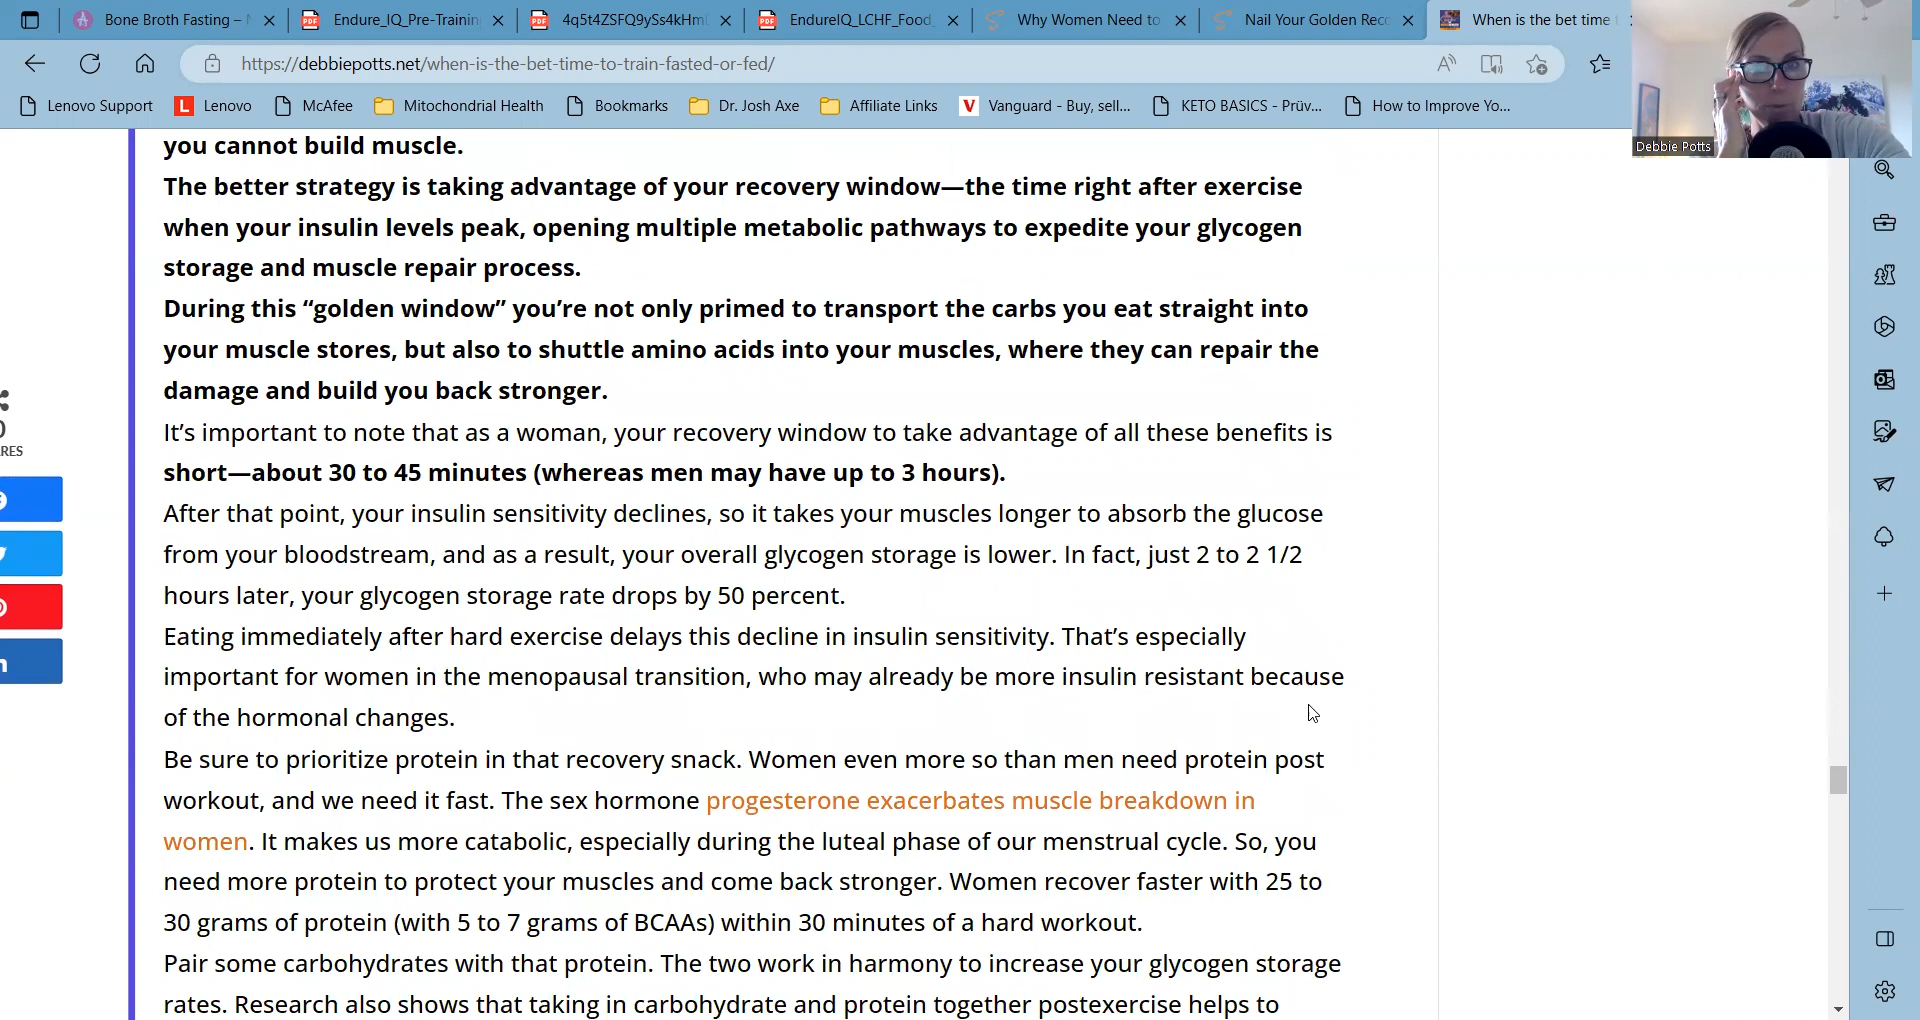 Bone Broth Fasting –
Endure_IQ_Pre-Training
4q5t4ZSFQ9ySs4kHm
EndureIQ_LCHF_Food_
Why Women Need to
Nail Your Golden Reco
When is the bet time
https://debbiepotts.net/when-is-the-bet-time-to-train-fasted-or-fed/
Lenovo Support
L Lenovo
McAfee
Mitochondrial Health
Bookmarks
Dr. Josh Axe
Affiliate Links
V Vanguard - Buy, sell...
KETO BASICS - Prüv...
How to Improve Yo...
Debbie Potts
you cannot build muscle.
The better strategy is taking advantage of your recovery window—the time right after exercise
when your insulin levels peak, opening multiple metabolic pathways to expedite your glycogen
storage and muscle repair process.
During this “golden window” you’re not only primed to transport the carbs you eat straight into
your muscle stores, but also to shuttle amino acids into your muscles, where they can repair the
damage and build you back stronger.
It’s important to note that as a woman, your recovery window to take advantage of all these benefits is
short—about 30 to 45 minutes (whereas men may have up to 3 hours).
After that point, your insulin sensitivity declines, so it takes your muscles longer to absorb the glucose
from your bloodstream, and as a result, your overall glycogen storage is lower. In fact, just 2 to 2 1/2
hours later, your glycogen storage rate drops by 50 percent.
Eating immediately after hard exercise delays this decline in insulin sensitivity. That’s especially
important for women in the menopausal transition, who may already be more insulin resistant because
of the hormonal changes.
Be sure to prioritize protein in that recovery snack. Women even more so than men need protein post
workout, and we need it fast. The sex hormone progesterone exacerbates muscle breakdown in
women. It makes us more catabolic, especially during the luteal phase of our menstrual cycle. So, you
need more protein to protect your muscles and come back stronger. Women recover faster with 25 to
30 grams of protein (with 5 to 7 grams of BCAAs) within 30 minutes of a hard workout.
Pair some carbohydrates with that protein. The two work in harmony to increase your glycogen storage
rates. Research also shows that taking in carbohydrate and protein together postexercise helps to